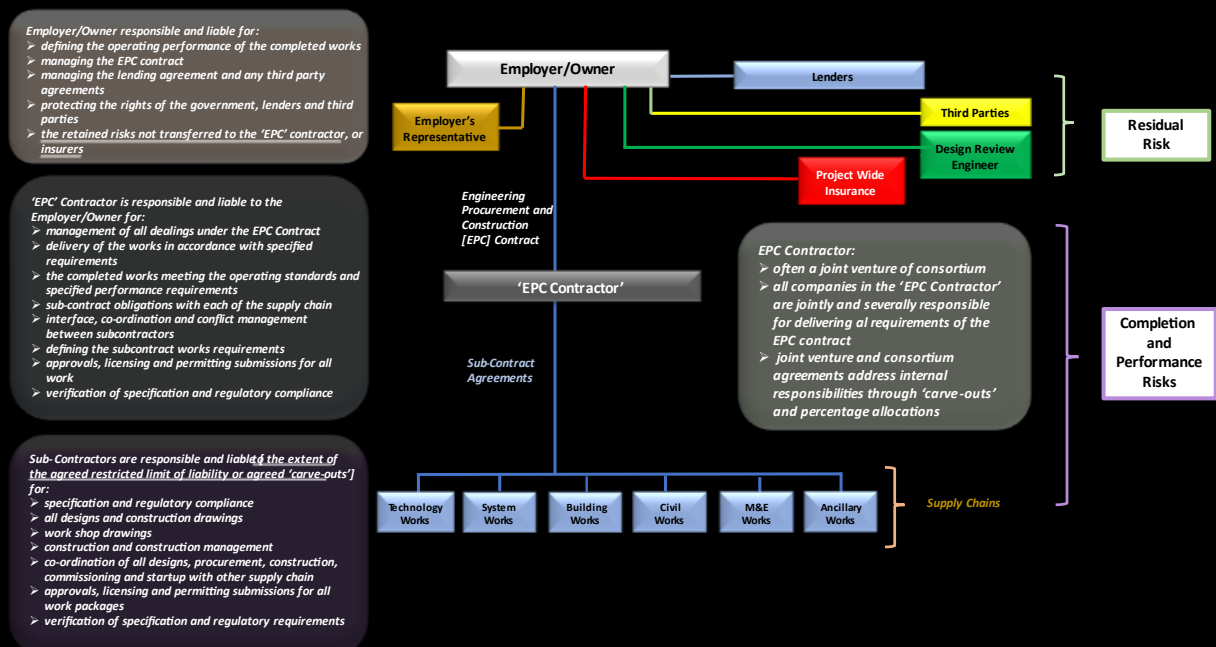 Employer/Owner responsible and liable for:
➢ defining the operating performance of the completed works
➢ managing the EPC contract
➢ managing the lending agreement and any third party
agreements
➢ protecting the rights of the government, lenders and third
parties
➢ the retained risks not transferred to the ‘EPC’ contractor, or
insurers
‘EPC’ Contractor is responsible and liable to the
Employer/Owner for:
➢ management of all dealings under the EPC Contract
➢ delivery of the works in accordance with specified
requirements
➢ the completed works meeting the operating standards and
specified performance requirements
➢ sub-contract obligations with each of the supply chain
➢ interface, co-ordination and conflict management
between subcontractors
➢ defining the subcontract works requirements
➢ approvals, licensing and permitting submissions for all
work
➢ verification of specification and regulatory compliance
Sub-Contractors are responsible and liable [to the extent of
the agreed restricted limit of liability or agreed ‘carve-outs’]
for:
➢ specification and regulatory compliance
➢ all designs and construction drawings
➢ work shop drawings
➢ construction and construction management
➢ co-ordination of all designs, procurement, construction,
commissioning and startup with other supply chain
➢ approvals, licensing and permitting submissions for all
work packages
➢ verification of specification and regulatory requirements
Employer/Owner
Lenders
Employer’s
Representative
Third Parties
Design Review
Engineer
Project Wide
Insurance
Residual
Risk
Engineering
Procurement and
Construction
[EPC] Contract
‘EPC Contractor’
EPC Contractor:
➢ often a joint venture of consortium
➢ all companies in the ‘EPC Contractor’
are jointly and severally responsible
for delivering al requirements of the
EPC contract
➢ joint venture and consortium
agreements address internal
responsibilities through ‘carve-outs’
and percentage allocations
Completion
and
Performance
Risks
Sub-Contract
Agreements
Technology
Works
System
Works
Building
Works
Civil
Works
M&E
Works
Ancillary
Works
Supply Chains